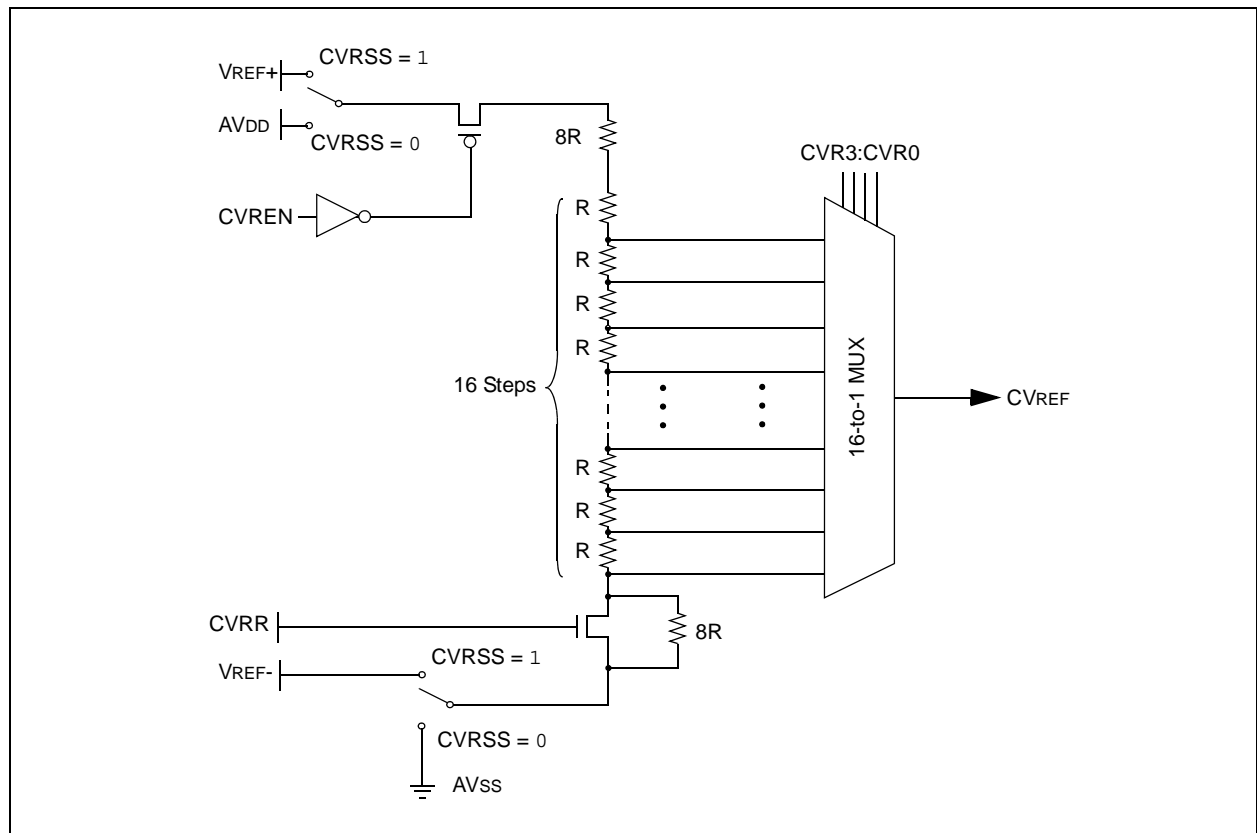 CVRSS = 1
VREF+
AVDD
CVRSS = 0
8R
CVR3:CVR0
CVREN
R
R
R
R
16 Steps
16-to-1 MUX
CVREF
R
R
R
CVRR
8R
CVRSS = 1
VREF-
CVRSS = 0
AVSS